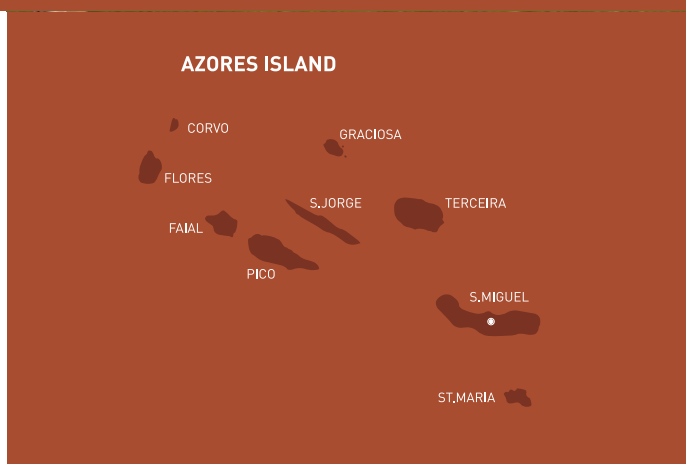 AZORES ISLAND
CORVO
GRACIOSA
FLORES
S.JORGE
TERCEIRA
FAIAL
PICO
S.MIGUEL
ST.MARIA